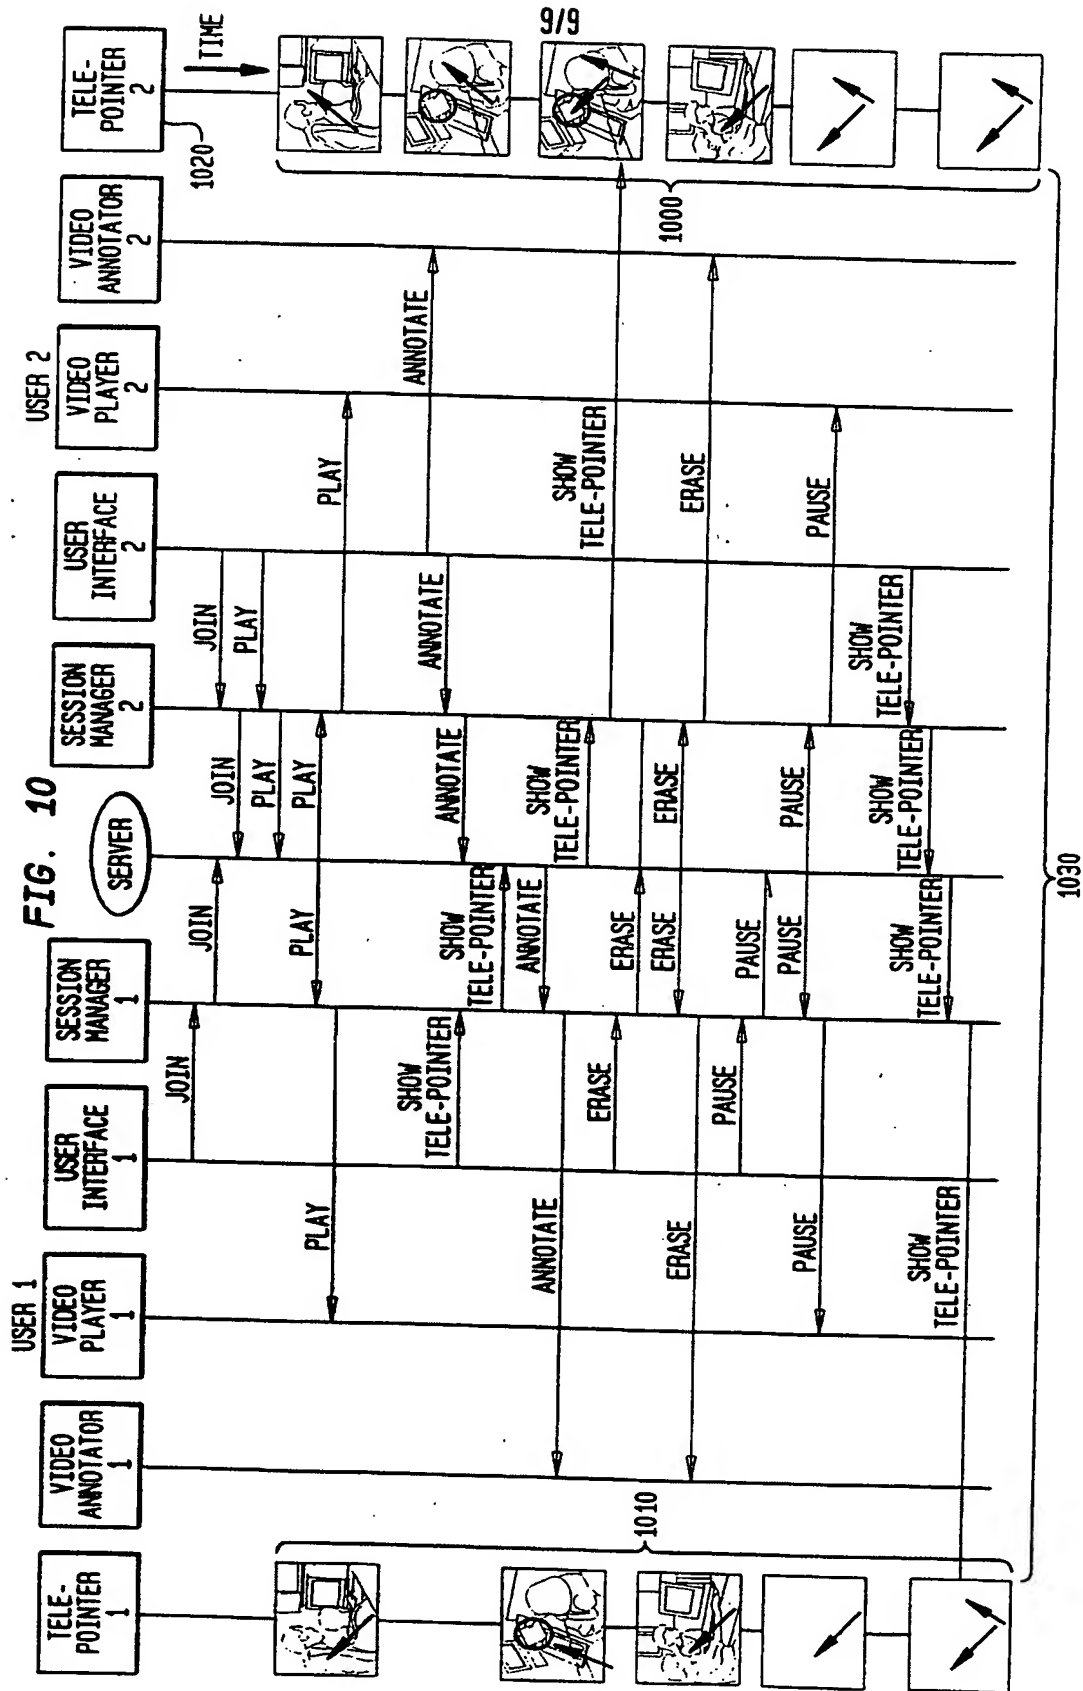 6/6
FIG. 10
USER 1
USER 2
TELE-
POINTER
1
VIDEO
ANNOTATOR
1
VIDEO
PLAYER
1
USER
INTERFACE
1
SESSION
MANAGER
1
SERVER
SESSION
MANAGER
2
USER
INTERFACE
2
VIDEO
PLAYER
2
VIDEO
ANNOTATOR
2
TELE-
POINTER
2
1020
TIME
JOIN
JOIN
JOIN
JOIN
PLAY
PLAY
PLAY
PLAY
PLAY
PLAY
ANNOTATE
ANNOTATE
ANNOTATE
SHOW
TELE-POINTER
SHOW
TELE-POINTER
ANNOTATE
ANNOTATE
SHOW
TELE-POINTER
SHOW
TELE-POINTER
ERASE
ERASE
ERASE
ERASE
ERASE
ERASE
PAUSE
PAUSE
PAUSE
PAUSE
PAUSE
PAUSE
SHOW
TELE-POINTER
SHOW
TELE-POINTER
SHOW
TELE-POINTER
SHOW
TELE-POINTER
1010
1000
1030